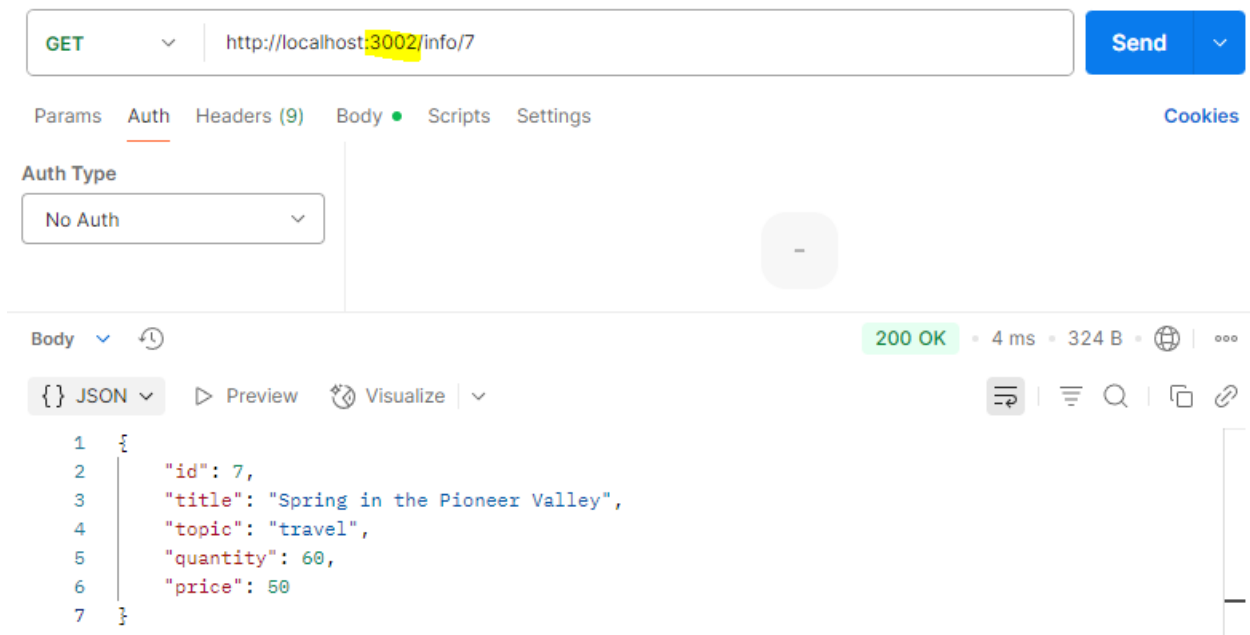 GET http://localhost:3002/info/7 Send
Params Auth Headers (9) Body Scripts Settings Cookies
Auth Type
No Auth
-
Body 200 OK 4 ms 324 B
{} JSON Preview Visualize
1 {
2 "id": 7,
3 "title": "Spring in the Pioneer Valley",
4 "topic": "travel",
5 "quantity": 60,
6 "price": 50
7 }